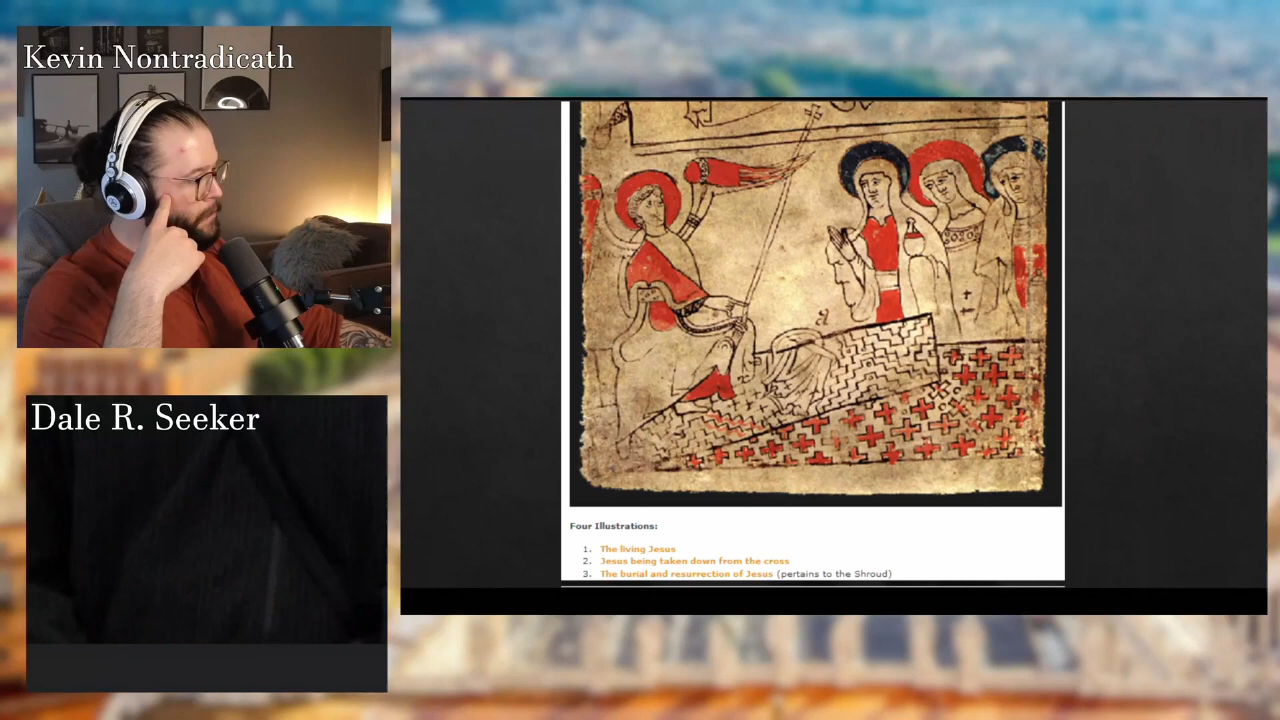 Kevin Nontradicath
Dale R. Seeker
a
Four Illustrations:
1. The living Jesus
2. Jesus being taken down from the cross
3. The burial and resurrection of Jesus (pertains to the Shroud)